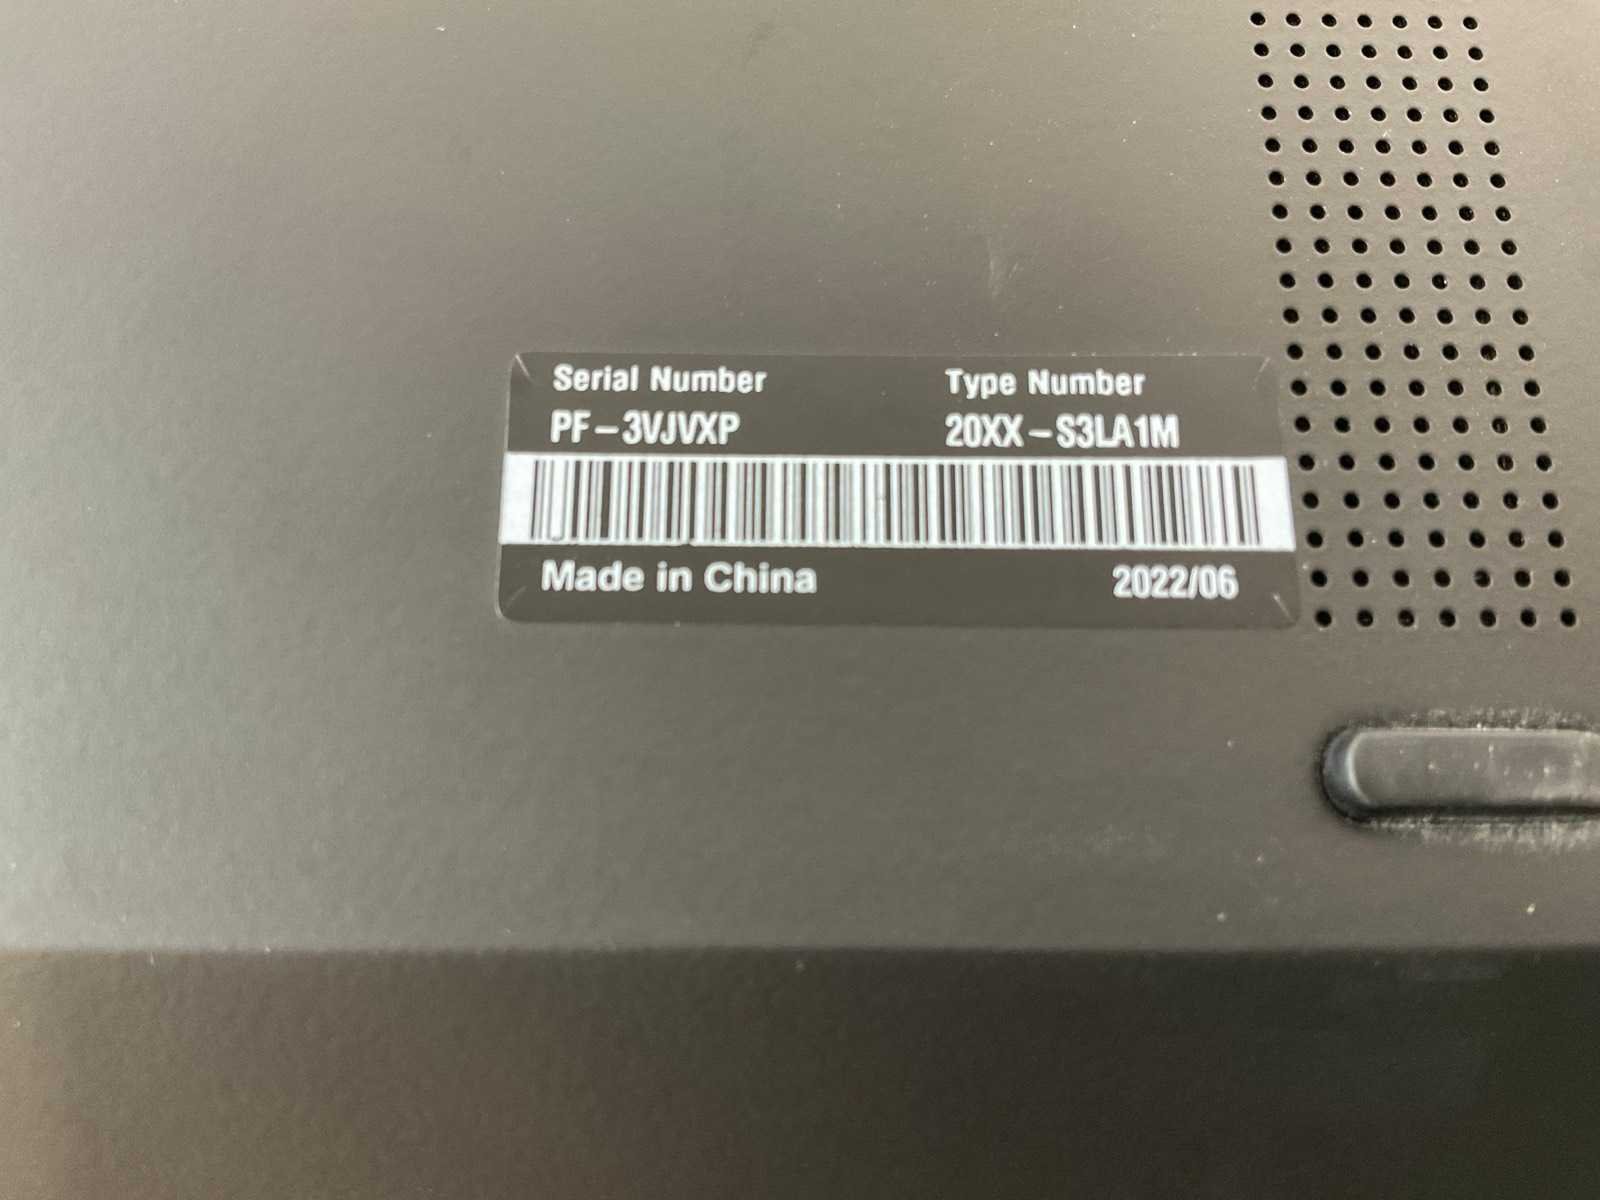 Serial Number Type Number
PF-3VJVXP 20XX-S3LA1M
Made in China 2022/06